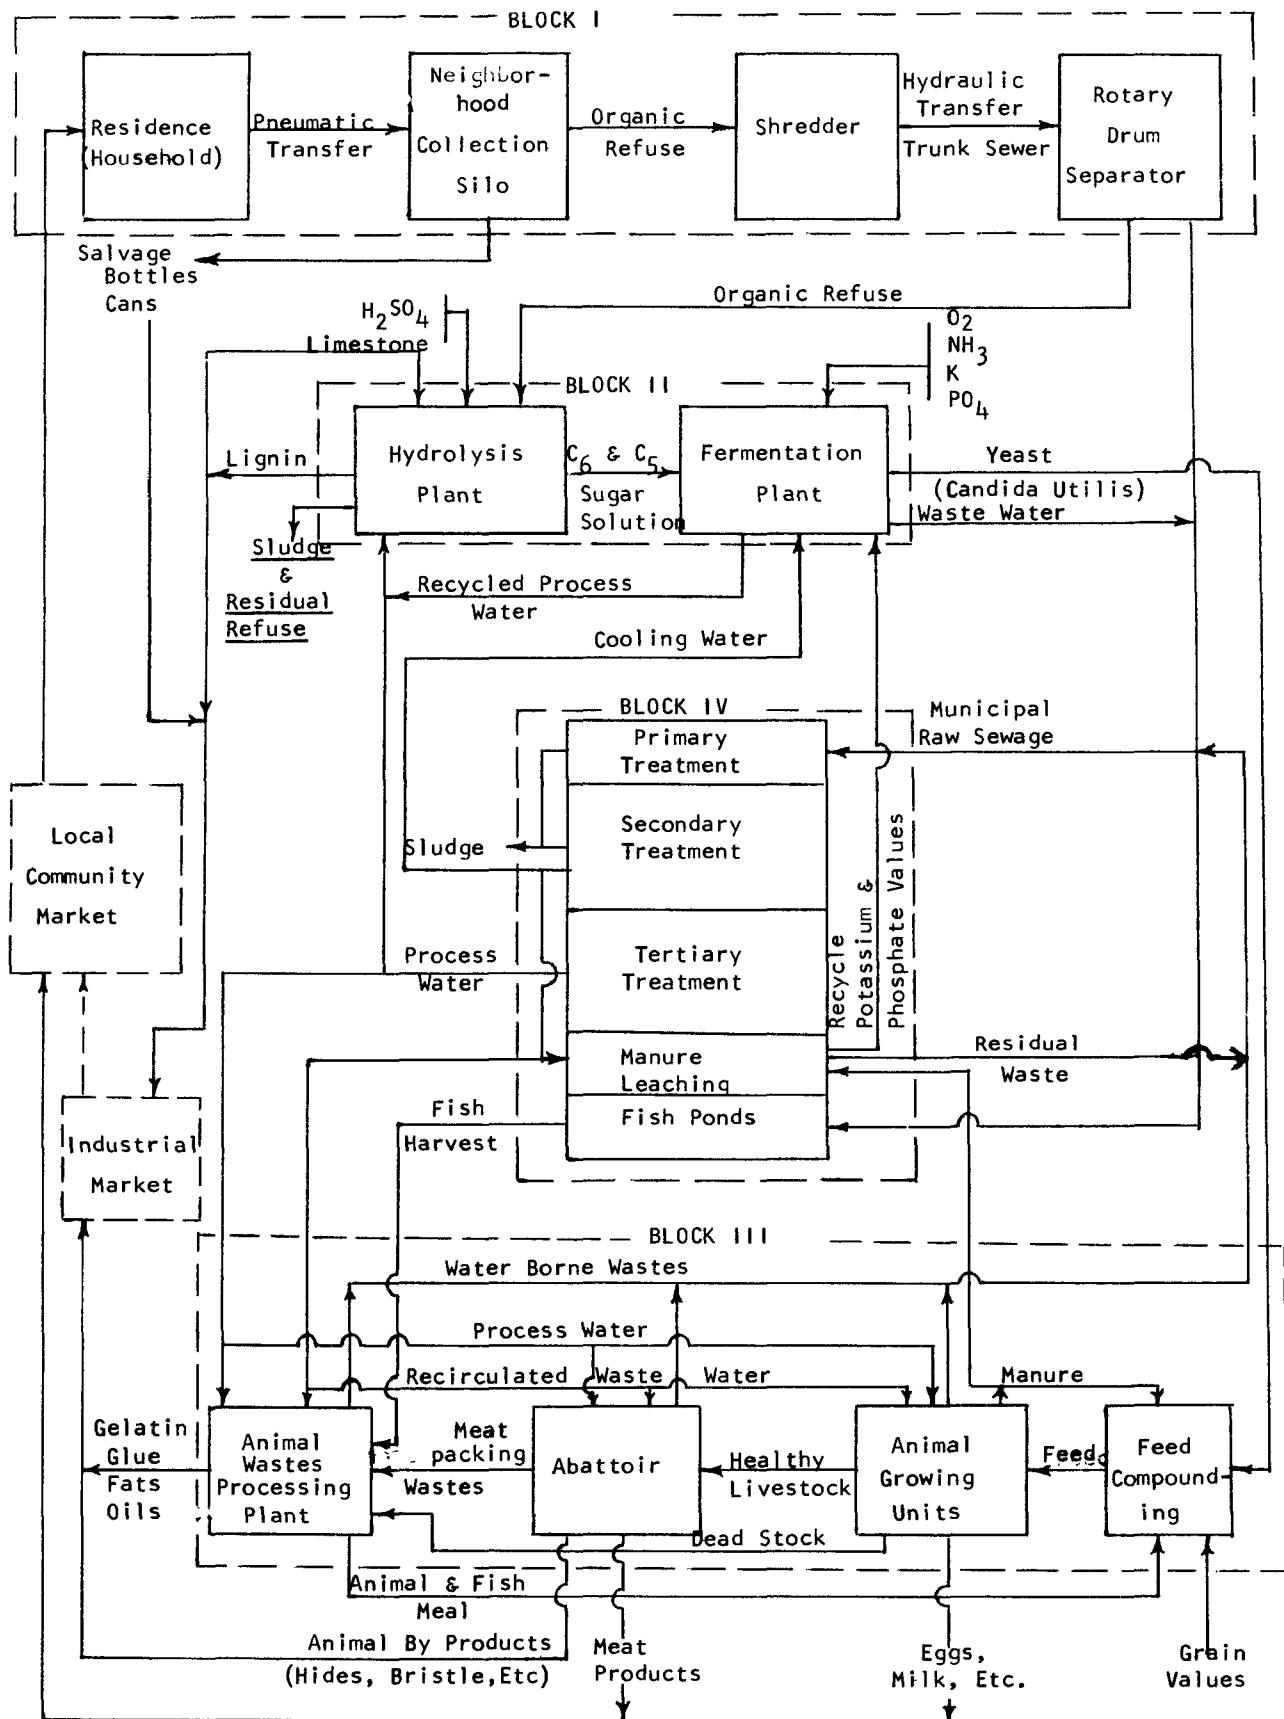 BLOCK I
Residence
(Household)
Pneumatic
Transfer
Neighbor-
hood
Collection
Silo
Organic
Refuse
Shredder
Hydraulic
Transfer
Trunk Sewer
Rotary
Drum
Separator
Salvage
Bottles
Cans
Organic Refuse
H2SO4
Limestone
O2
NH3
K
PO4
BLOCK II
Lignin
Hydrolysis
Plant
C6 & C5
Sugar
Solution
Fermentation
Plant
Yeast
(Candida Utilis)
Waste Water
Sludge
&
Residual
Refuse
Recycled Process
Water
Cooling Water
BLOCK IV
Municipal
Raw Sewage
Primary
Treatment
Secondary
Treatment
Sludge
Tertiary
Treatment
Process
Water
Recycle
Potassium &
Phosphate Values
Manure
Leaching
Residual
Waste
Fish Ponds
Fish
Harvest
Local
Community
Market
Industrial
Market
BLOCK III
Water Borne Wastes
Process Water
Recirculated Waste Water
Manure
Gelatin
Glue
Fats
Oils
Animal
Wastes
Processing
Plant
Meat
packing
Wastes
Abattoir
Healthy
Livestock
Animal
Growing
Units
Feed
Feed
Compound-
ing
Dead Stock
Animal & Fish
Meal
Animal By Products
(Hides, Bristle,Etc)
Meat
Products
Eggs,
Milk, Etc.
Grain
Values